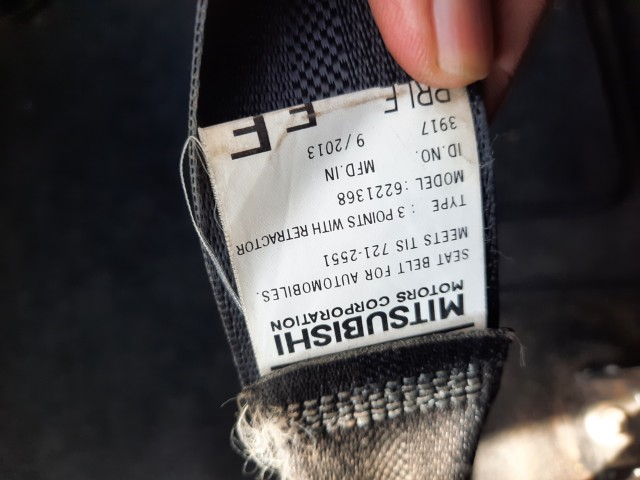 MITSUBISHI
MOTORS CORPORATION
SEAT BELT FOR AUTOMOBILES.
MEETS TIS 721-2551
TYPE : 3 POINTS WITH RETRACTOR
MODEL :6221368
ID.NO. MFD.IN
3917 9/2013